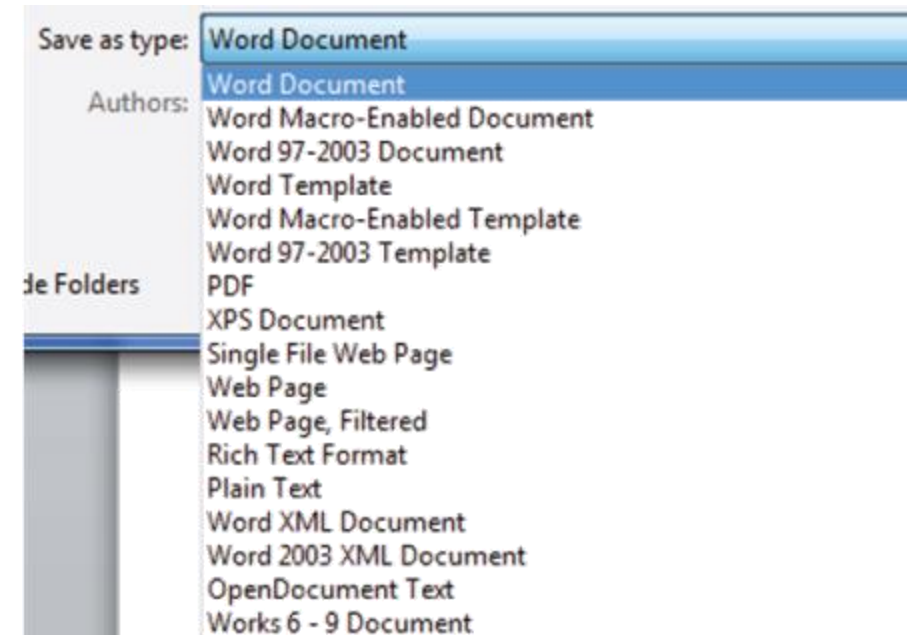 Save as type: Word Document
Word Document
Authors:
Word Macro-Enabled Document
Word 97-2003 Document
Word Template
Word Macro-Enabled Template
Word 97-2003 Template
de Folders
PDF
XPS Document
Single File Web Page
Web Page
Web Page, Filtered
Rich Text Format
Plain Text
Word XML Document
Word 2003 XML Document
OpenDocument Text
Works 6 - 9 Document